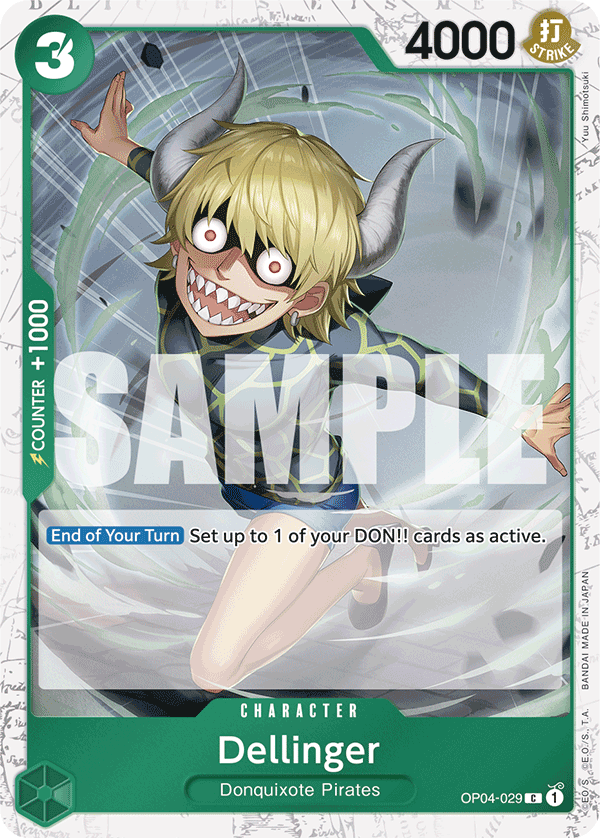 3
4000
打
STRIKE
Yuu Shimotsuki
COUNTER +1000
SAMPLE
End of Your Turn Set up to 1 of your DON!! cards as active.
BANDAI MADE IN JAPAN
©E.O./S., T.A.
CHARACTER
Dellinger
Donquixote Pirates
OP04-029 C 1